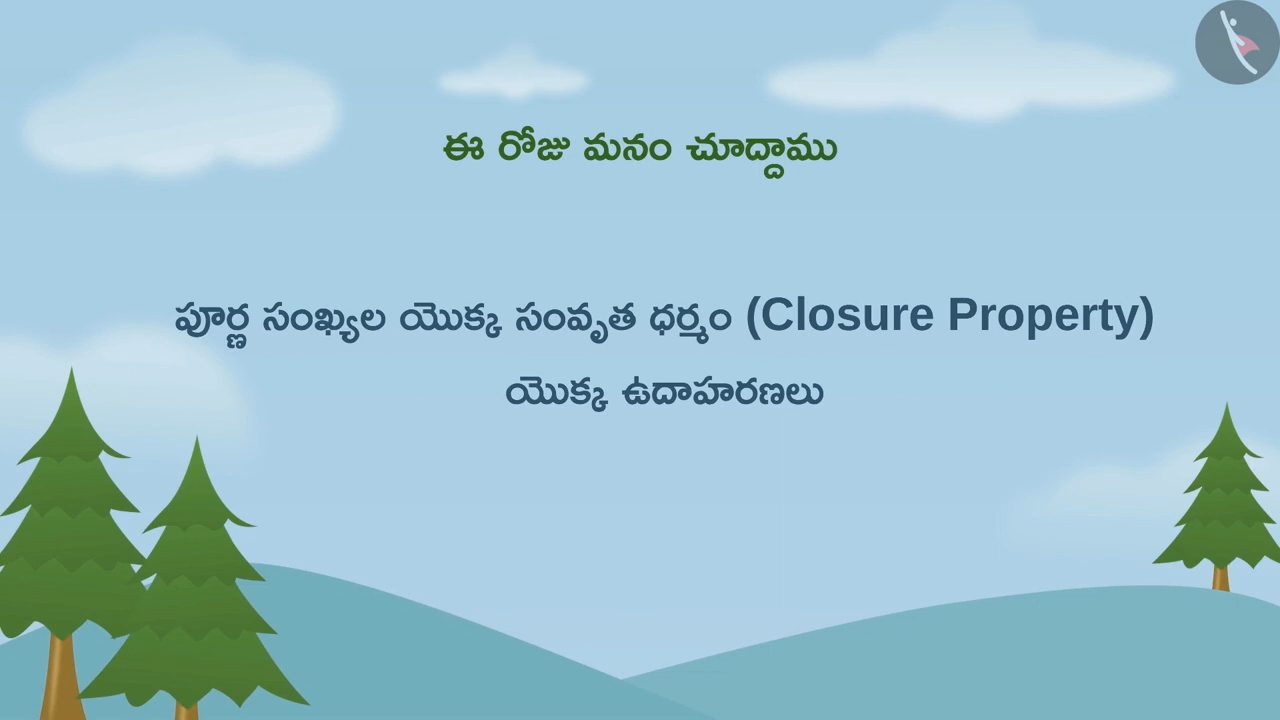 ఈ రోజు మనం చూద్దాము
పూర్ణ సంఖ్యల యొక్క సంవృత ధర్మం (Closure Property)
యొక్క ఉదాహరణలు